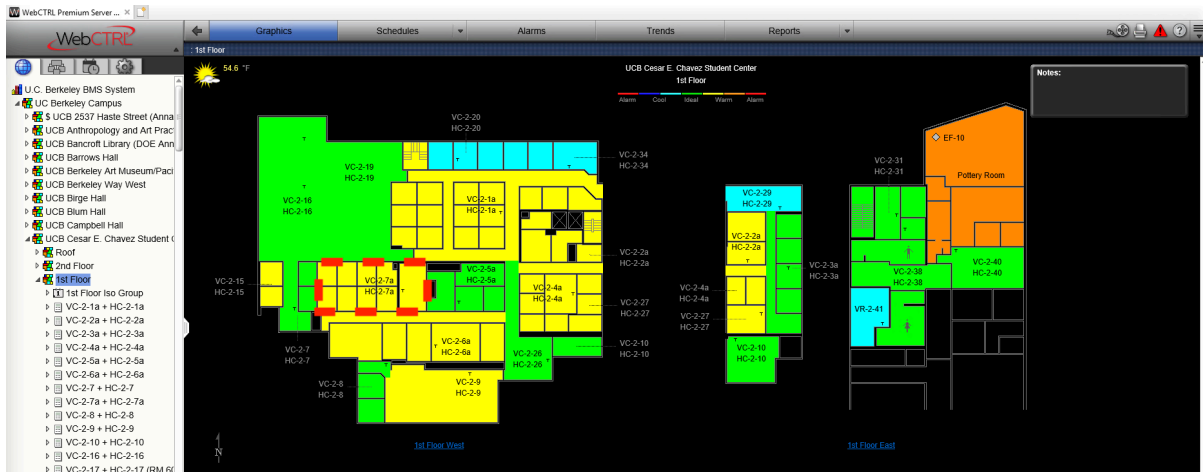 WebCTRL Premium Server ...
WebCTRL
Graphics
Schedules
Alarms
Trends
Reports
: 1st Floor
U.C. Berkeley BMS System
UC Berkeley Campus
$ UCB 2537 Haste Street (Anna
UCB Anthropology and Art Prac
UCB Bancroft Library (DOE Ann
UCB Barrows Hall
UCB Berkeley Art Museum/Paci
UCB Berkeley Way West
UCB Birge Hall
UCB Blum Hall
UCB Campbell Hall
UCB Cesar E. Chavez Student C
Roof
2nd Floor
1st Floor
1st Floor Iso Group
VC-2-1a + HC-2-1a
VC-2-2a + HC-2-2a
VC-2-3a + HC-2-3a
VC-2-4a + HC-2-4a
VC-2-5a + HC-2-5a
VC-2-6a + HC-2-6a
VC-2-7 + HC-2-7
VC-2-7a + HC-2-7a
VC-2-8 + HC-2-8
VC-2-9 + HC-2-9
VC-2-10 + HC-2-10
VC-2-16 + HC-2-16
VC-2-17 + HC-2-17 (RM 60
54.6 °F
UCB Cesar E. Chavez Student Center
1st Floor
Alarm Cool Ideal Warm Alarm
Notes:
VC-2-20
HC-2-20
VC-2-34
HC-2-34
VC-2-19
HC-2-19
VC-2-16
HC-2-16
VC-2-1a
HC-2-1a
VC-2-2a
HC-2-2a
VC-2-15
HC-2-15
VC-2-7a
HC-2-7a
VC-2-5a
HC-2-5a
VC-2-4a
HC-2-4a
VC-2-27
HC-2-27
VC-2-7
HC-2-7
VC-2-6a
HC-2-6a
VC-2-26
HC-2-26
VC-2-10
HC-2-10
VC-2-8
HC-2-8
VC-2-9
HC-2-9
N
1st Floor West
VC-2-29
HC-2-29
VC-2-2a
HC-2-2a
VC-2-3a
HC-2-3a
VC-2-4a
HC-2-4a
VC-2-27
HC-2-27
VC-2-10
HC-2-10
EF-10
VC-2-31
HC-2-31
Pottery Room
VC-2-38
HC-2-38
VC-2-40
HC-2-40
VR-2-41
1st Floor East